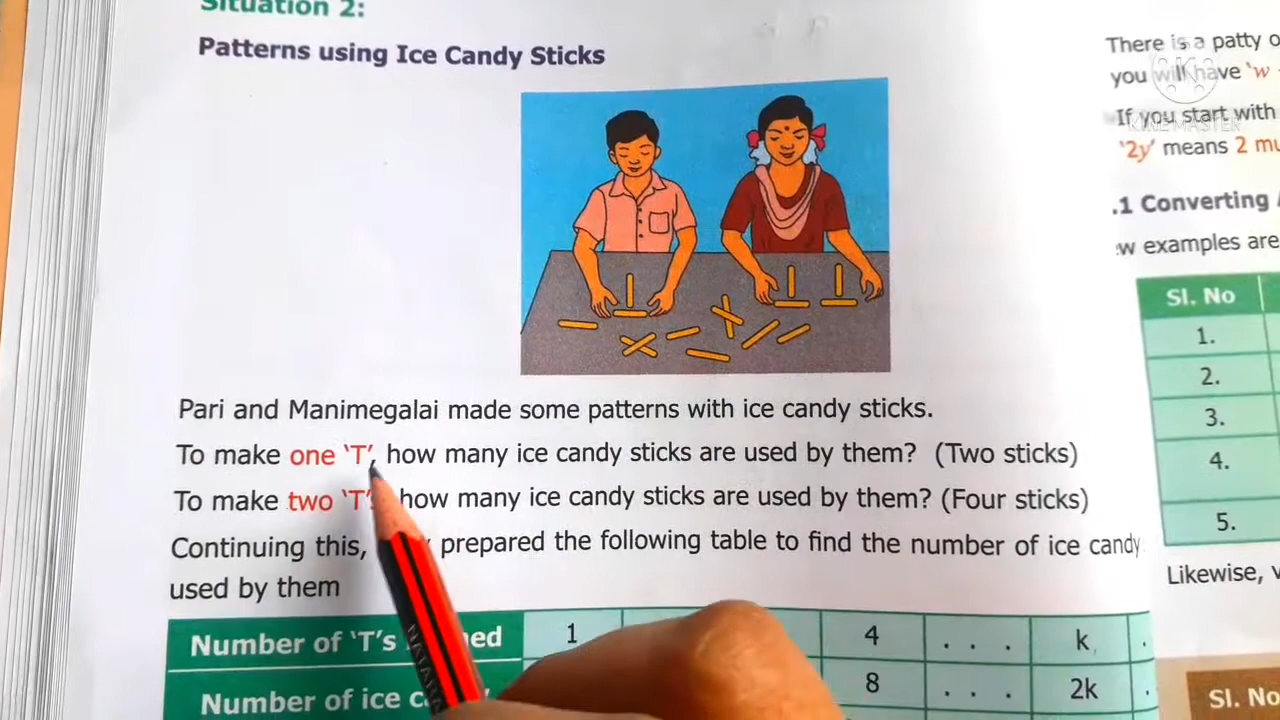 Situation 2:
Patterns using Ice Candy Sticks
Pari and Manimegalai made some patterns with ice candy sticks.
To make one ‘T’, how many ice candy sticks are used by them? (Two sticks)
To make two ‘T’ how many ice candy sticks are used by them? (Four sticks)
Continuing this, prepared the following table to find the number of ice candy
used by them
Number of ‘T’s 1 4 . . . k .
Number of ice 8 . . . 2k .
There is a patty
you will have ‘w
If you start with
‘2y’ means 2
.1 Converting
examples are
Sl. No
1.
2.
3.
4.
5.
Likewise,
Sl. No
KINEMASTER